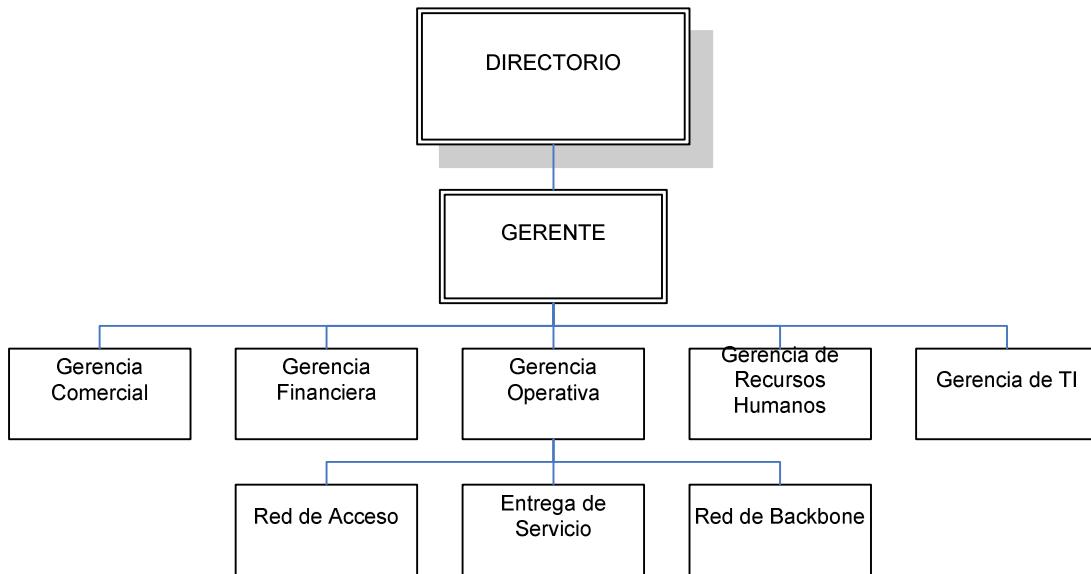 DIRECTORIO
GERENTE
Gerencia
Comercial
Gerencia
Financiera
Gerencia
Operativa
Gerencia de
Recursos
Humanos
Gerencia de TI
Red de Acceso
Entrega de
Servicio
Red de Backbone